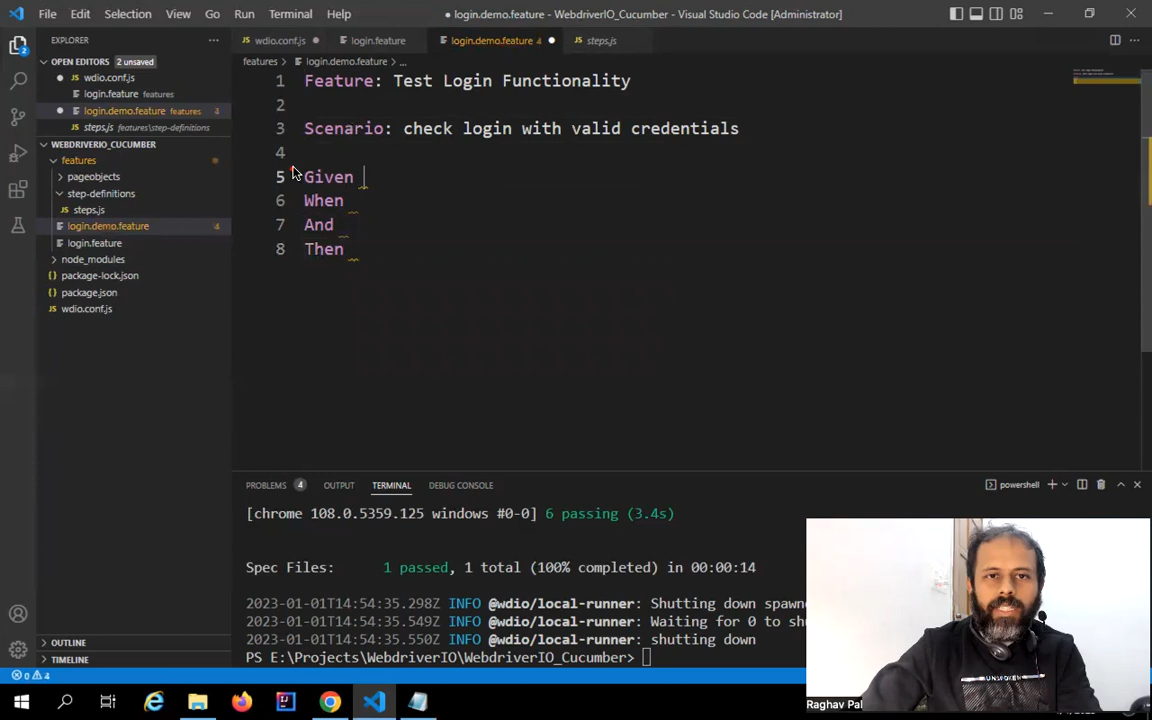 File Edit Selection View Go Run Terminal Help
● login.demo.feature - WebdriverIO_Cucumber - Visual Studio Code [Administrator]
EXPLORER
wdio.conf.js
login.feature
login.demo.feature 4
steps.js
OPEN EDITORS 2 unsaved
features > login.demo.feature > ...
wdio.conf.js
login.feature features
login.demo.feature features 4
steps.js features\step-definitions
WEBDRIVERIO_CUCUMBER
features
pageobjects
step-definitions
steps.js
login.demo.feature 4
login.feature
node_modules
package-lock.json
package.json
wdio.conf.js
OUTLINE
TIMELINE
1 Feature: Test Login Functionality
2
3 Scenario: check login with valid credentials
4
5 Given
6 When
7 And
8 Then
PROBLEMS 4 OUTPUT TERMINAL DEBUG CONSOLE
powershell
[chrome 108.0.5359.125 windows #0-0] 6 passing (3.4s)
Spec Files: 1 passed, 1 total (100% completed) in 00:00:14
2023-01-01T14:54:35.298Z INFO @wdio/local-runner: Shutting down spawne
2023-01-01T14:54:35.549Z INFO @wdio/local-runner: Waiting for 0 to shu
2023-01-01T14:54:35.550Z INFO @wdio/local-runner: shutting down
PS E:\Projects\WebdriverIO\WebdriverIO_Cucumber>
0 4
UNSPOKEN
Raghav Pal